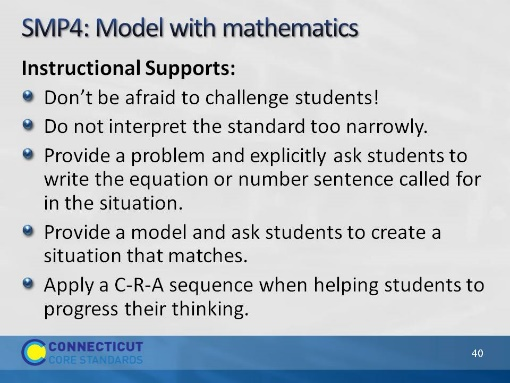 SMP4: Model with mathematics
Instructional Supports:
Don't be afraid to challenge students!
Do not interpret the standard too narrowly.
Provide a problem and explicitly ask students to
write the equation or number sentence called for
in the situation.
Provide a model and ask students to create a
situation that matches.
Apply a C-R-A sequence when helping students to
progress their thinking.
CONNECTICUT
CORE STANDARDS
40